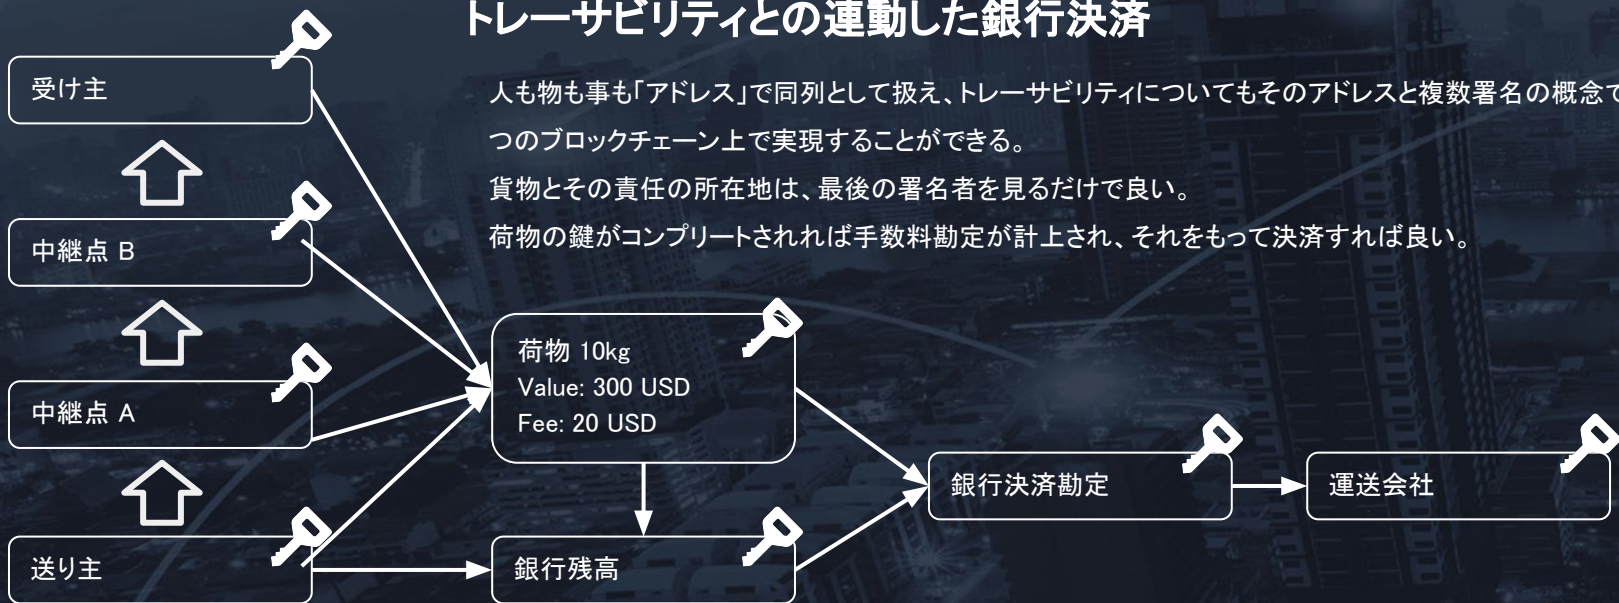 トレーサビリティとの連動した銀行決済
人も物も事も「アドレス」で同列として扱え、トレーサビリティについてもそのアドレスと複数署名の概念で
つのブロックチェーン上で実現することができる。
貨物とその責任の所在地は、最後の署名者を見るだけで良い。
荷物の鍵がコンプリートされれば手数料勘定が計上され、それをもって決済すれば良い。
受け主
中継点 B
中継点 A
送り主
荷物 10kg
Value: 300 USD
Fee: 20 USD
銀行残高
銀行決済勘定
運送会社